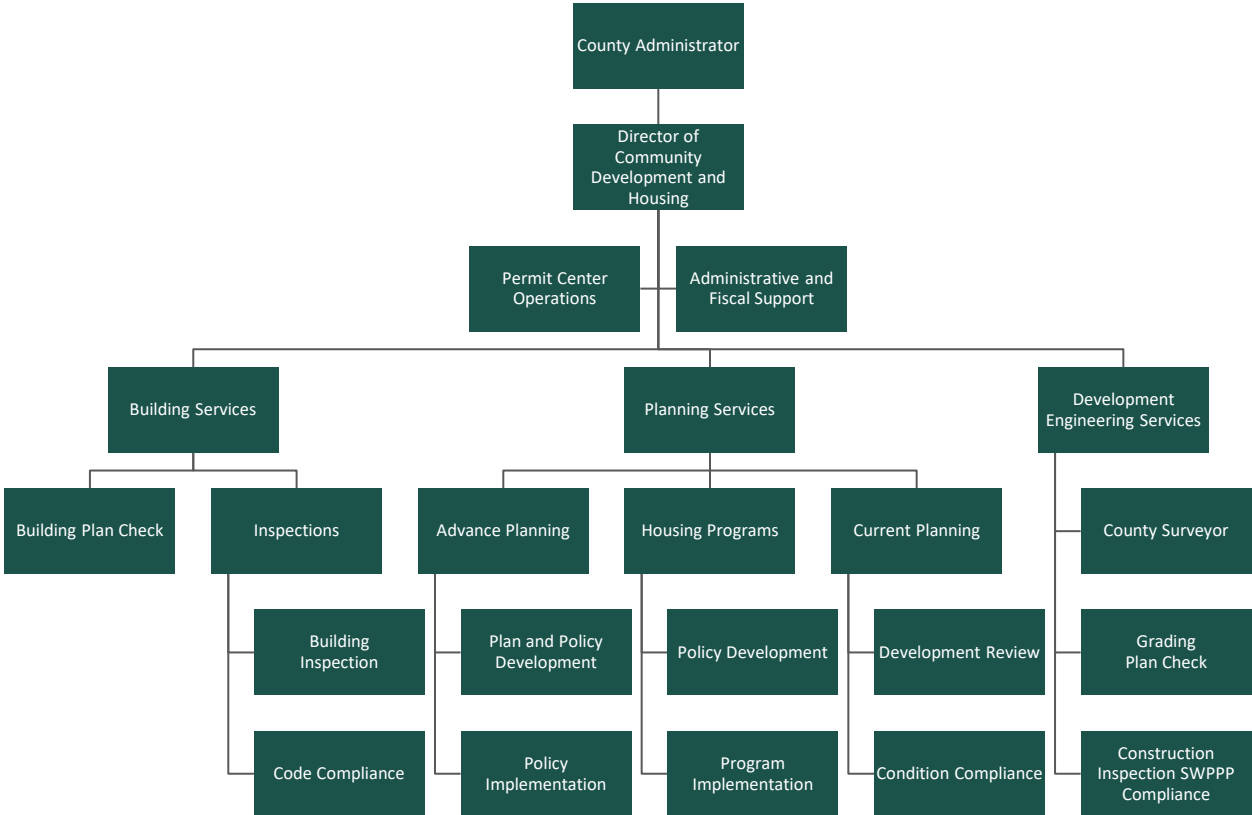 County Administrator
Director of
Community
Development and
Housing
Permit Center
Operations
Administrative and
Fiscal Support
Building Services
Planning Services
Development
Engineering Services
Building Plan Check
Inspections
Advance Planning
Housing Programs
Current Planning
County Surveyor
Building
Inspection
Plan and Policy
Development
Policy Development
Development Review
Grading
Plan Check
Code Compliance
Policy
Implementation
Program
Implementation
Condition Compliance
Construction
Inspection SWPPP
Compliance